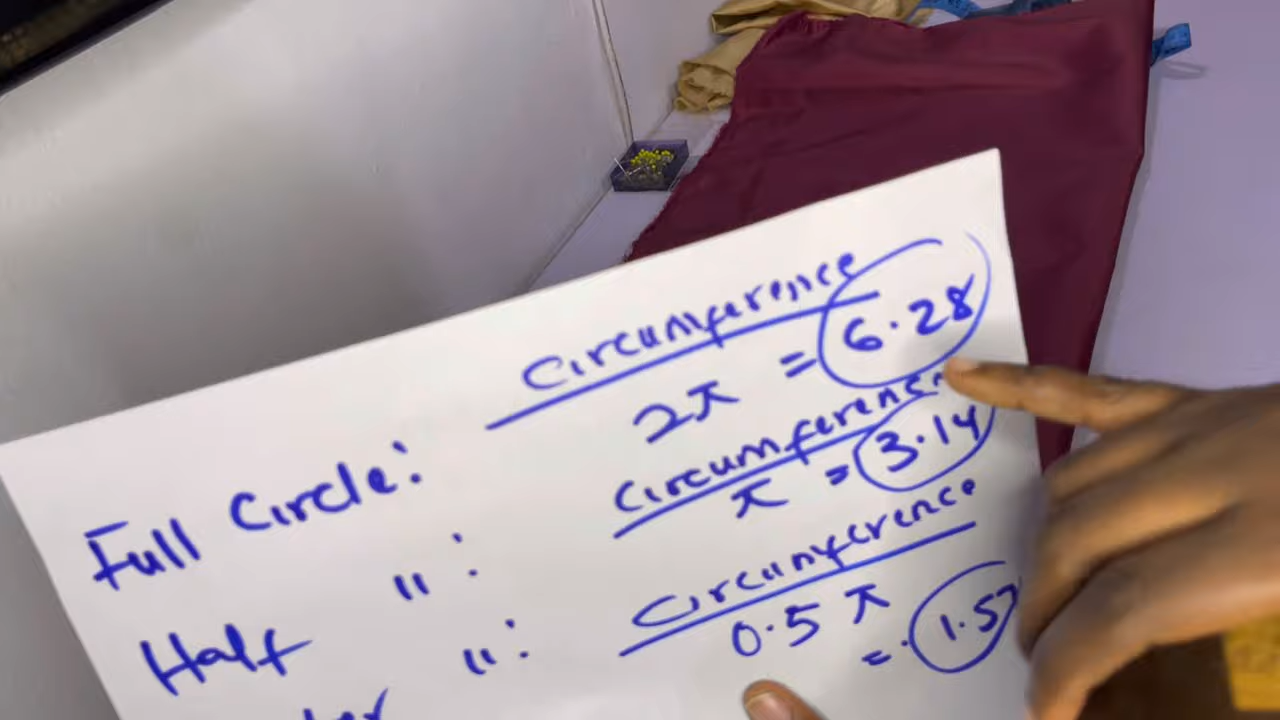 Full Circle: Circumference
2π = 6.28
Half " : Circumference
π = 3.14
" : Circumference
0.5 π = 1.57